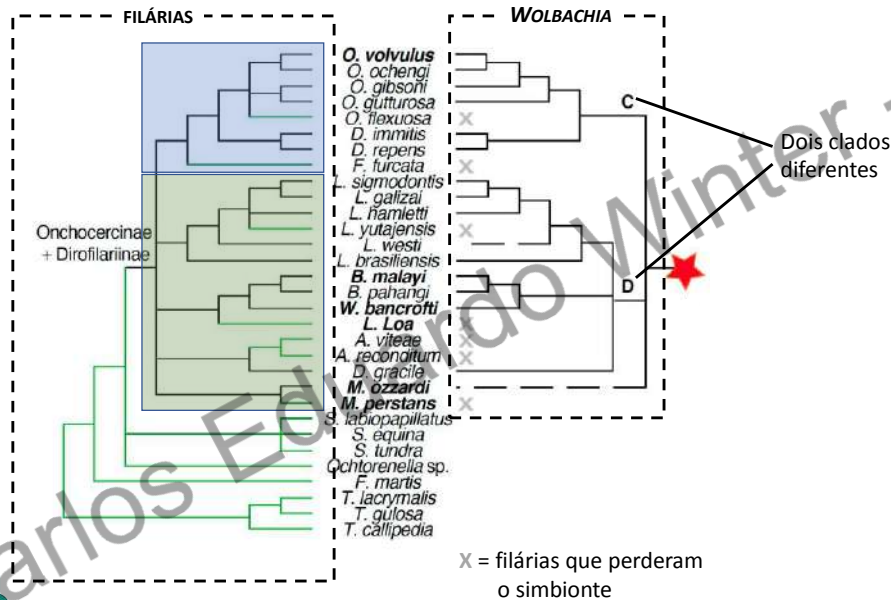 FILÁRIAS
WOLBACHIA
O. volvulus
O. ochengi
O. gibsoni
O. gutturosa
O. flexuosa
X
D. immitis
D. repens
F. furcata
X
L. sigmodontis
L. galizai
L. hamletti
L. yutajensis
X
L. westi
L. brasiliensis
B. malayi
B. pahangi
W. bancrofti
L. Loa
X
A. viteae
X
A. reconditum
X
D. gracile
M. ozzardi
M. perstans
X
S. labiopapillatus
S. equina
S. tundra
Ochtorenella sp.
F. martis
T. lacrymalis
T. gulosa
T. callipedia
Onchocercinae
+ Dirofilariinae
C
D
Dois clados
diferentes
X = filárias que perderam
o simbionte
arlos Eduardo Winter -